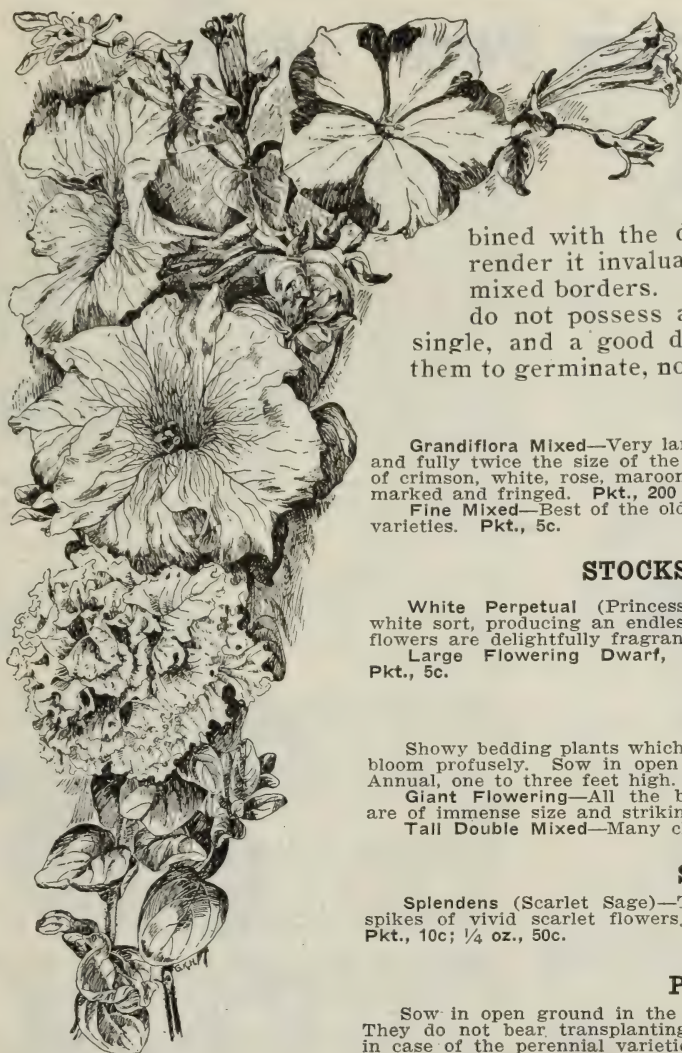 bined with the
render it invalua
mixed borders.
do not possess a
single, and a good d
them to germinate, no
Grandiflora Mixed—Very lar
and fully twice the size of the
of crimson, white, rose, maroon
marked and fringed. Pkt., 200
Fine Mixed—Best of the old
varieties. Pkt., 5c.
STOCKS
White Perpetual (Princess
white sort, producing an endles
flowers are delightfully fragran
Large Flowering Dwarf,
Pkt., 5c.
Showy bedding plants which
bloom profusely. Sow in open
Annual, one to three feet high.
Giant Flowering—All the b
are of immense size and strikin
Tall Double Mixed—Many c
S
Splendens (Scarlet Sage)—T
spikes of vivid scarlet flowers,
Pkt., 10c; ¼ oz., 50c.
P
Sow in open ground in the
They do not bear transplanting
in case of the perennial varietie